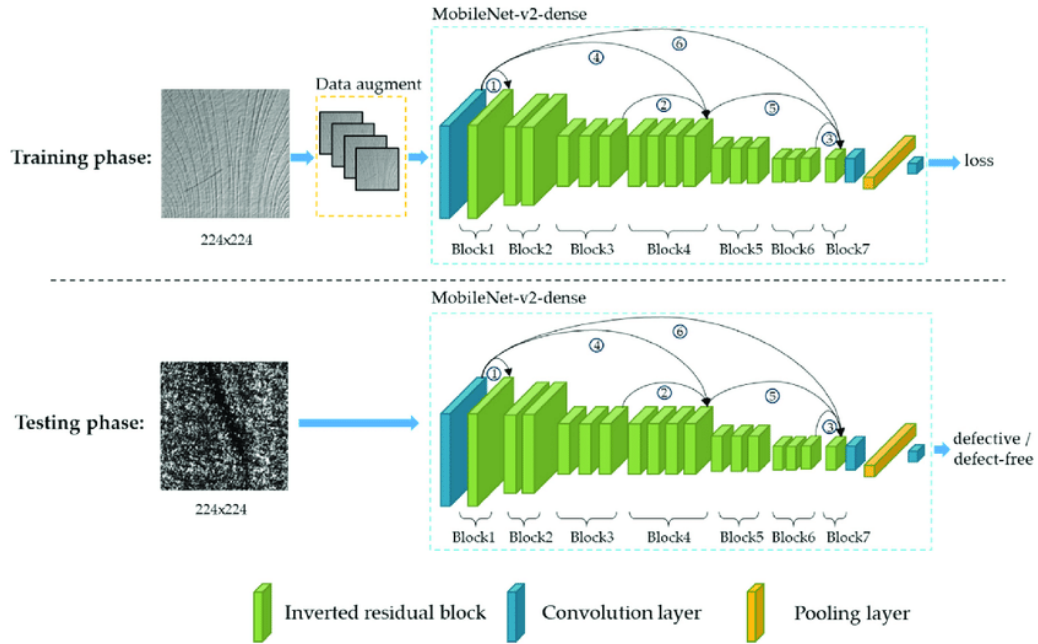 MobileNet-v2-dense
⑥
④
Data augment
①
②
⑤
③
Training phase:
loss
224x224
Block1 Block2 Block3 Block4 Block5 Block6 Block7
MobileNet-v2-dense
⑥
④
①
②
⑤
③
Testing phase:
defective /
defect-free
224x224
Block1 Block2 Block3 Block4 Block5 Block6 Block7
Inverted residual block Convolution layer Pooling layer